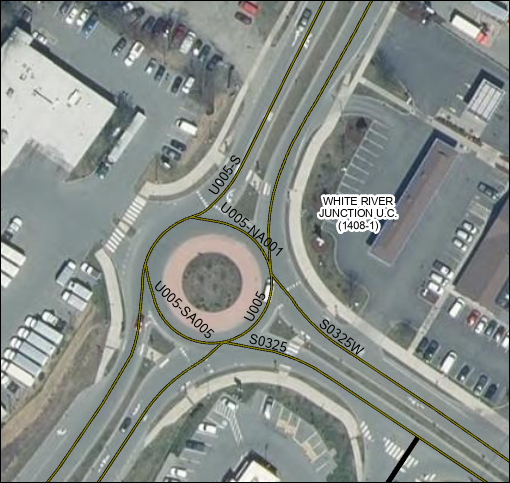 U005-S
U005-NA001
WHITE RIVER
JUNCTION U.C.
(1408-1)
U005-SA005
U005
S0325
S0325W